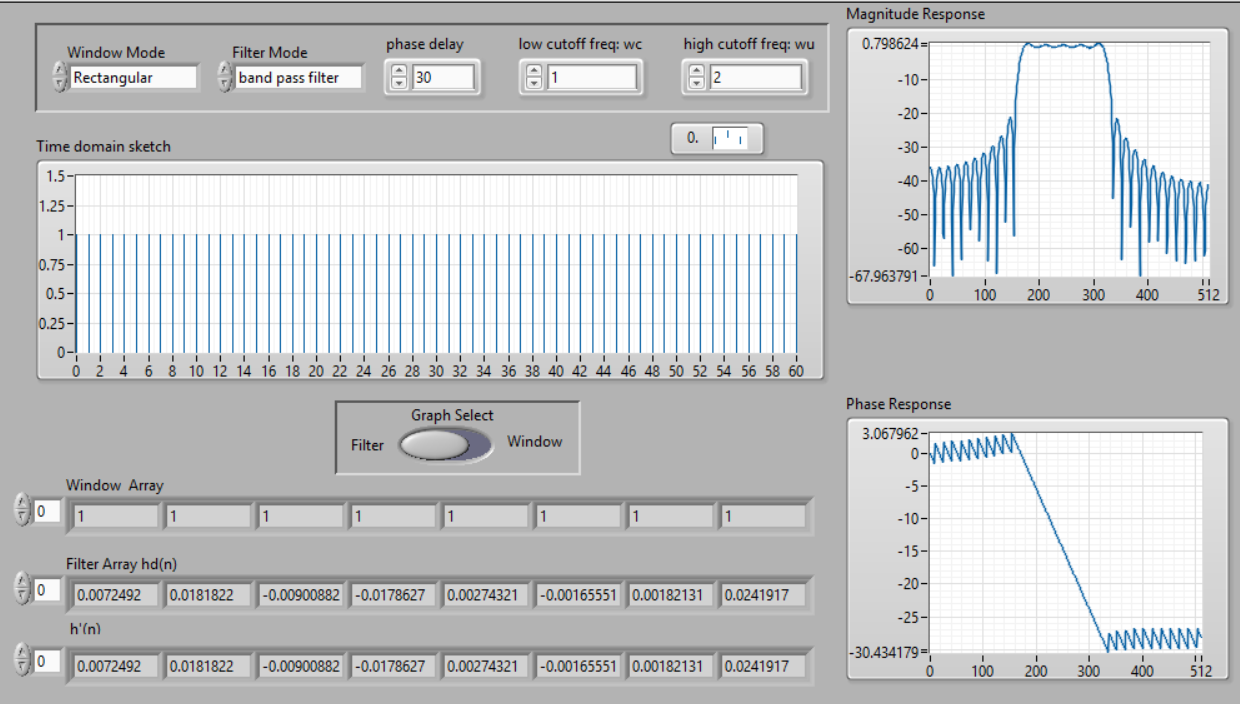 Window Mode
Rectangular
Filter Mode
band pass filter
phase delay
30
low cutoff freq: wc
1
high cutoff freq: wu
2
0.
Time domain sketch
1.5
1.25
1
0.75
0.5
0.25
0
0 2 4 6 8 10 12 14 16 18 20 22 24 26 28 30 32 34 36 38 40 42 44 46 48 50 52 54 56 58 60
Graph Select
Filter
Window
Window Array
0 1 1 1 1 1 1 1 1
Filter Array hd(n)
0 0.0072492 0.0181822 -0.00900882 -0.0178627 0.00274321 -0.00165551 0.00182131 0.0241917
h'(n)
0 0.0072492 0.0181822 -0.00900882 -0.0178627 0.00274321 -0.00165551 0.00182131 0.0241917
Magnitude Response
0.798624
-10
-20
-30
-40
-50
-60
-67.963791
0 100 200 300 400 512
Phase Response
3.067962
0
-5
-10
-15
-20
-25
-30.434179
0 100 200 300 400 512